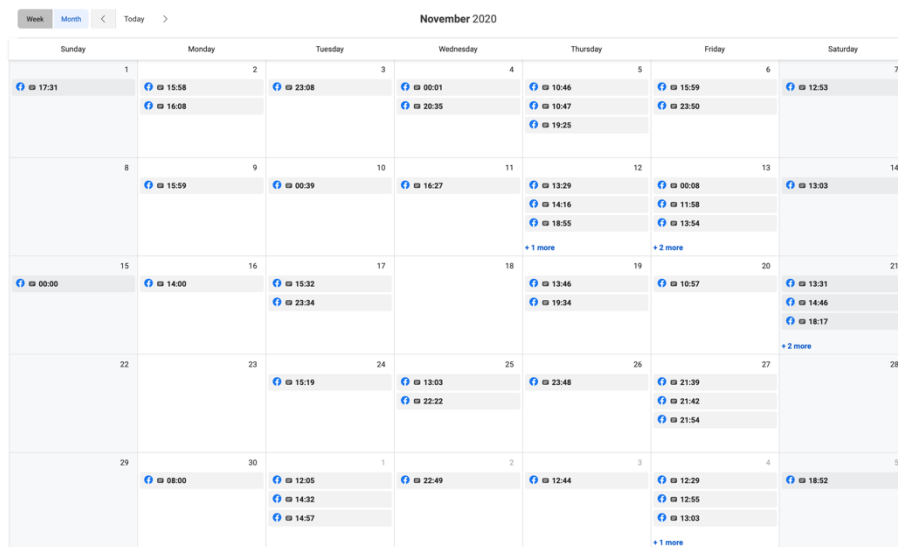 Week Month Today
November 2020
Sunday Monday Tuesday Wednesday Thursday Friday Saturday
1 2 3 4 5 6 7
17:31 15:58 23:08 00:01 10:46 15:59 12:53
16:08 20:35 10:47 23:50
19:25
8 9 10 11 12 13 14
15:59 00:39 16:27 13:29 00:08 13:03
14:16 11:58
18:55 13:54
+ 1 more + 2 more
15 16 17 18 19 20 21
00:00 14:00 15:32 13:46 10:57 13:31
23:34 19:34 14:46
18:17
+ 2 more
22 23 24 25 26 27 28
15:19 13:03 23:48 21:39
22:22 21:42
21:54
29 30 1 2 3 4 5
08:00 12:05 22:49 12:44 12:29 18:52
14:32 12:55
14:57 13:03
+ 1 more